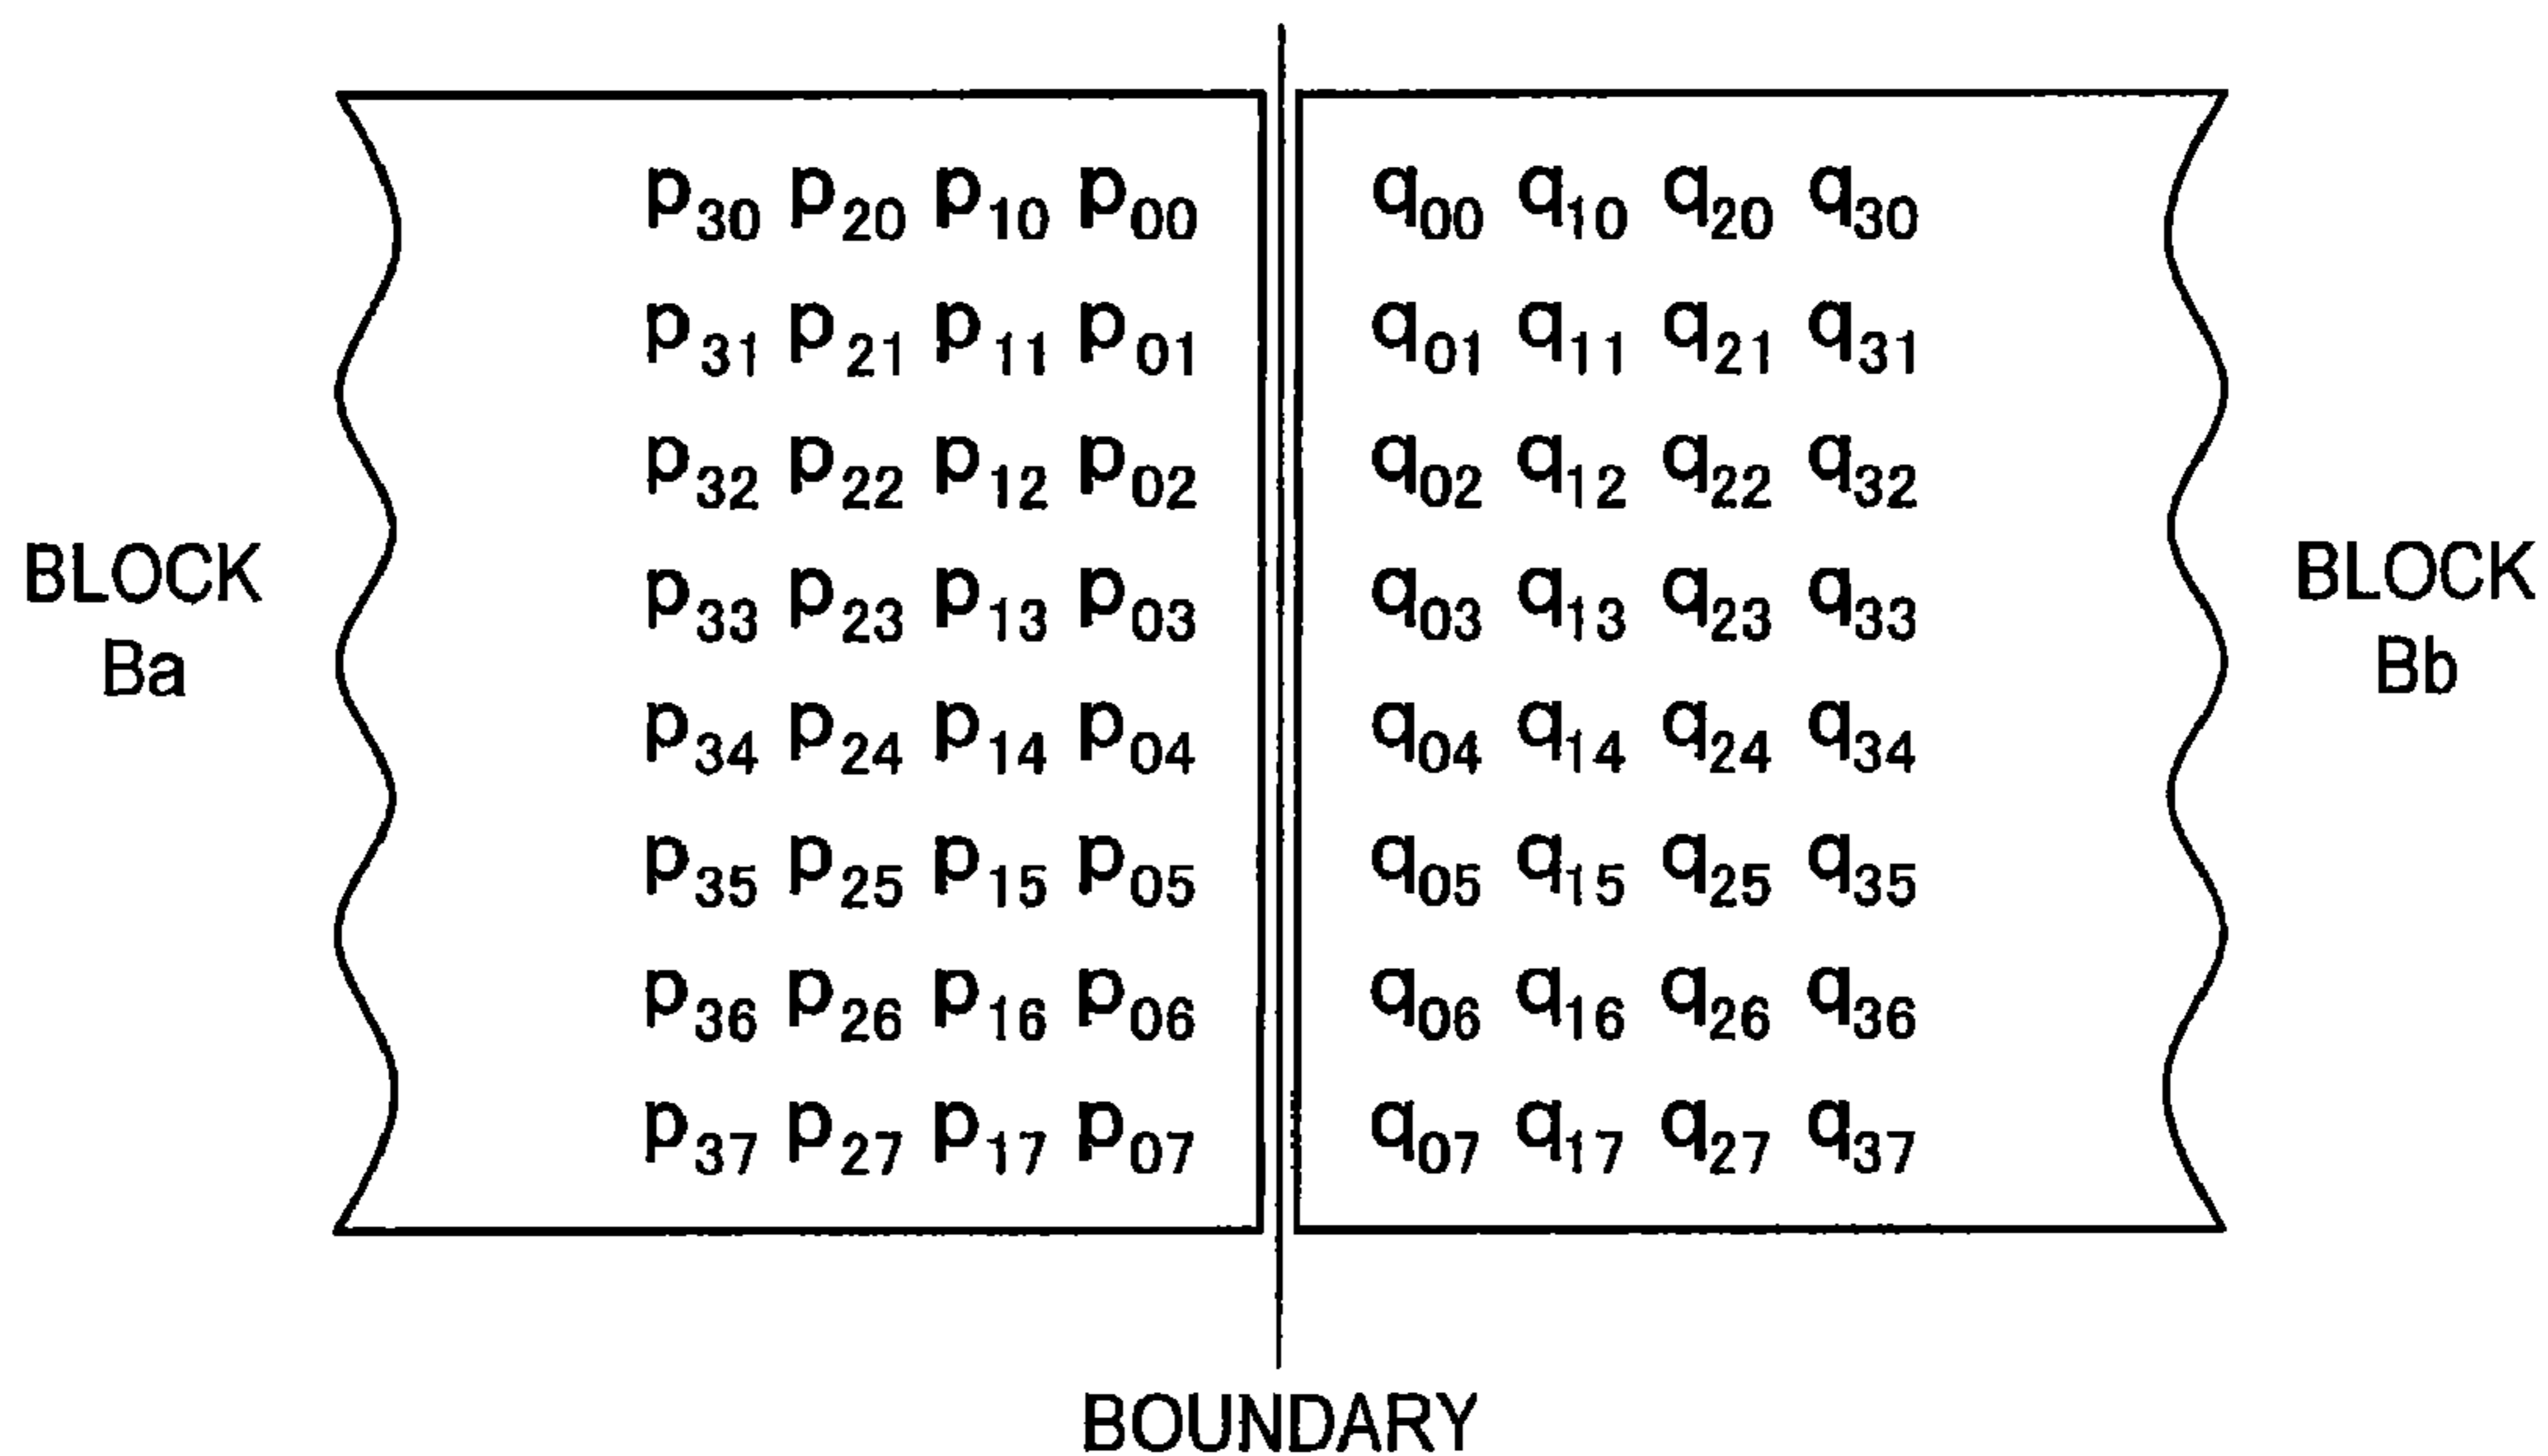 p30 p20 p10 p00 q00 q10 q20 q30
p31 p21 p11 p01 q01 q11 q21 q31
p32 p22 p12 p02 q02 q12 q22 q32
p33 p23 p13 p03 q03 q13 q23 q33
BLOCK Ba
BLOCK Bb
p34 p24 p14 p04 q04 q14 q24 q34
p35 p25 p15 p05 q05 q15 q25 q35
p36 p26 p16 p06 q06 q16 q26 q36
p37 p27 p17 p07 q07 q17 q27 q37
BOUNDARY